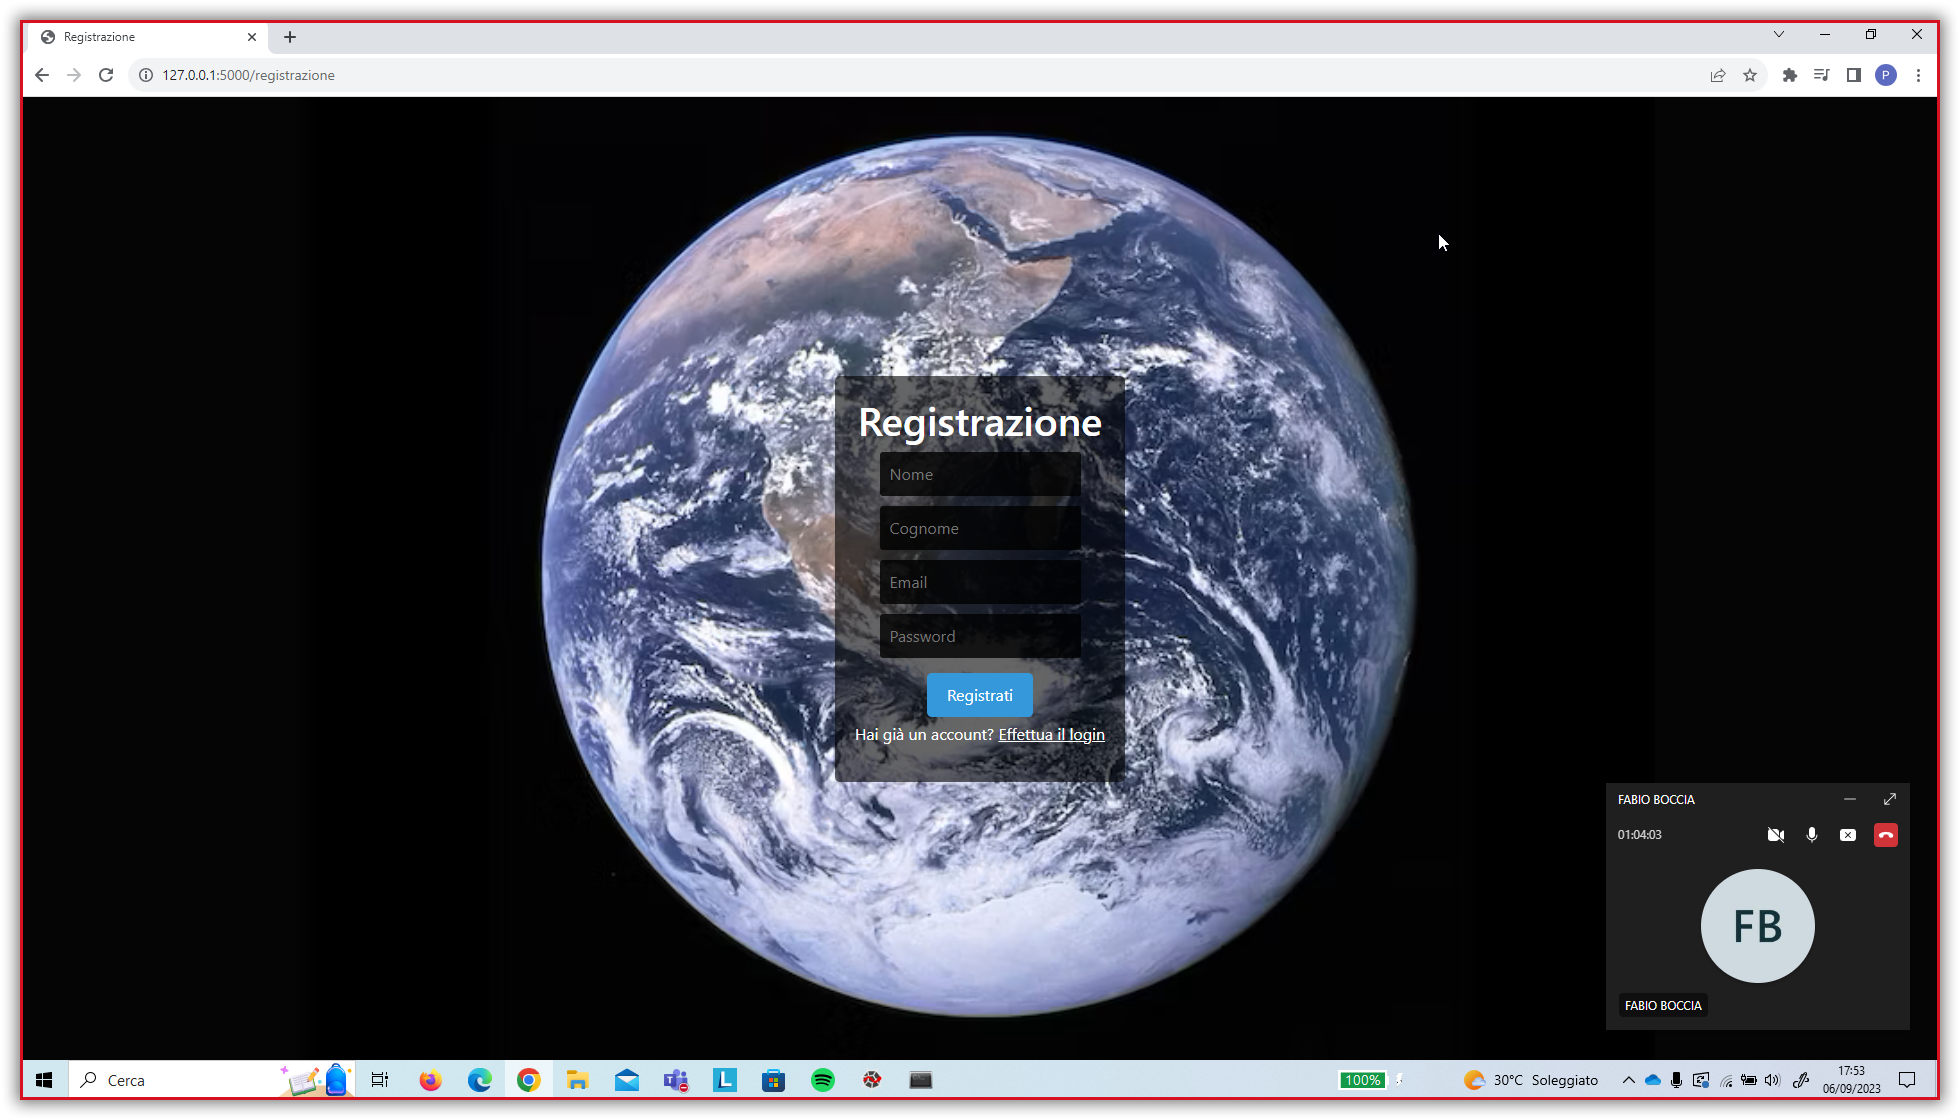 Registrazione
127.0.0.1:5000/registrazione
P
Registrazione
Nome
Cognome
Email
Password
Registrati
Hai già un account? Effettua il login
FABIO BOCCIA
01:04:03
FB
FABIO BOCCIA
Cerca
L
100%
30°C Soleggiato
17:53
06/09/2023